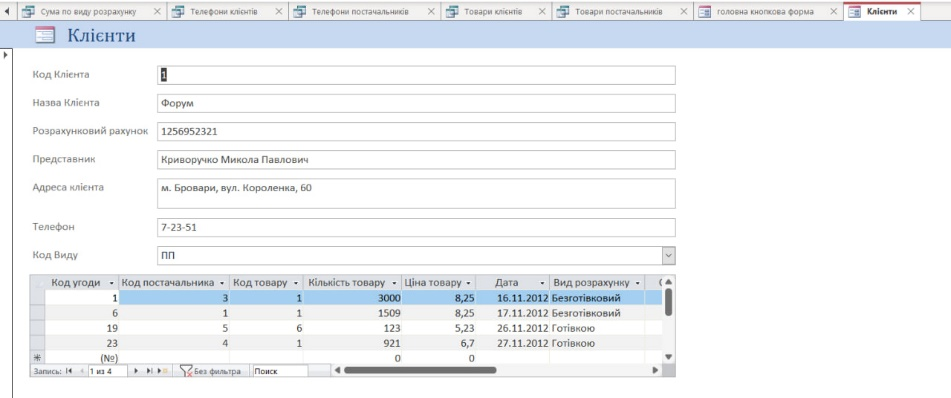 Сума по виду розрахунку Телефони клієнтів Телефони постачальників Товари клієнтів Товари постачальників головна кнопкова форма Клієнти
Клієнти
Код Клієнта 1
Назва Клієнта Форум
Розрахунковий рахунок 1256952321
Представник Криворучко Микола Павлович
Адреса клієнта м. Бровари, вул. Короленка, 60
Телефон 7-23-51
Код Виду ПП
Код угоди Код постачальника Код товару Кількість товару Ціна товару Дата Вид розрахунку
1 3 1 3000 8,25 16.11.2012 Безготівковий
6 1 1 1509 8,25 17.11.2012 Безготівковий
19 5 6 123 5,23 26.11.2012 Готівкою
23 4 1 921 6,7 27.11.2012 Готівкою
(№) 0 0
Запись: 1 из 4 Без фильтра Поиск